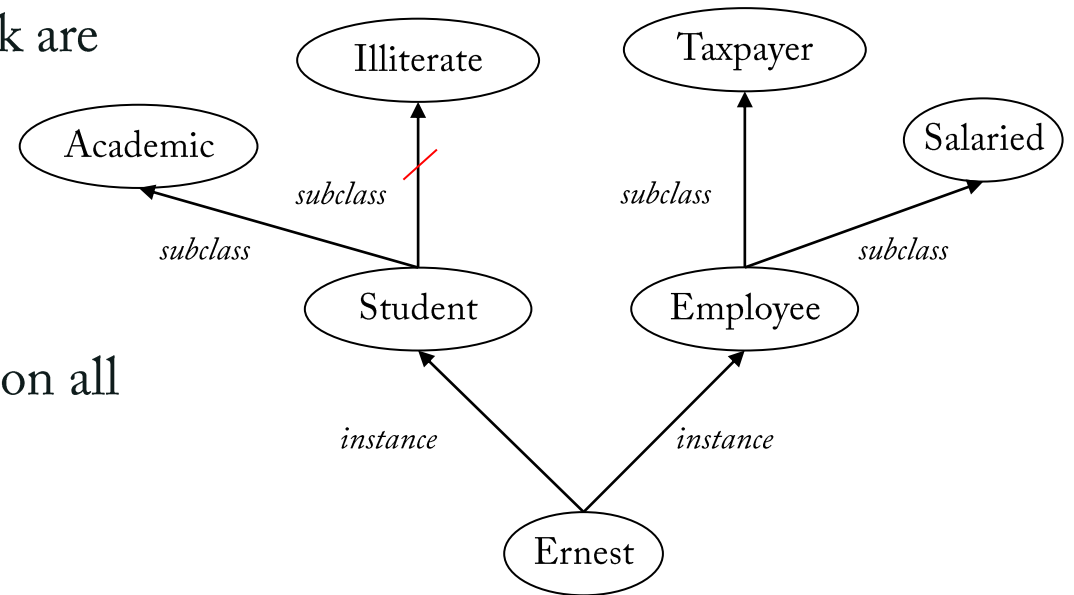 k are
Illiterate
Taxpayer
Academic
Salaried
subclass
subclass
subclass
subclass
Student
Employee
on all
instance
instance
Ernest